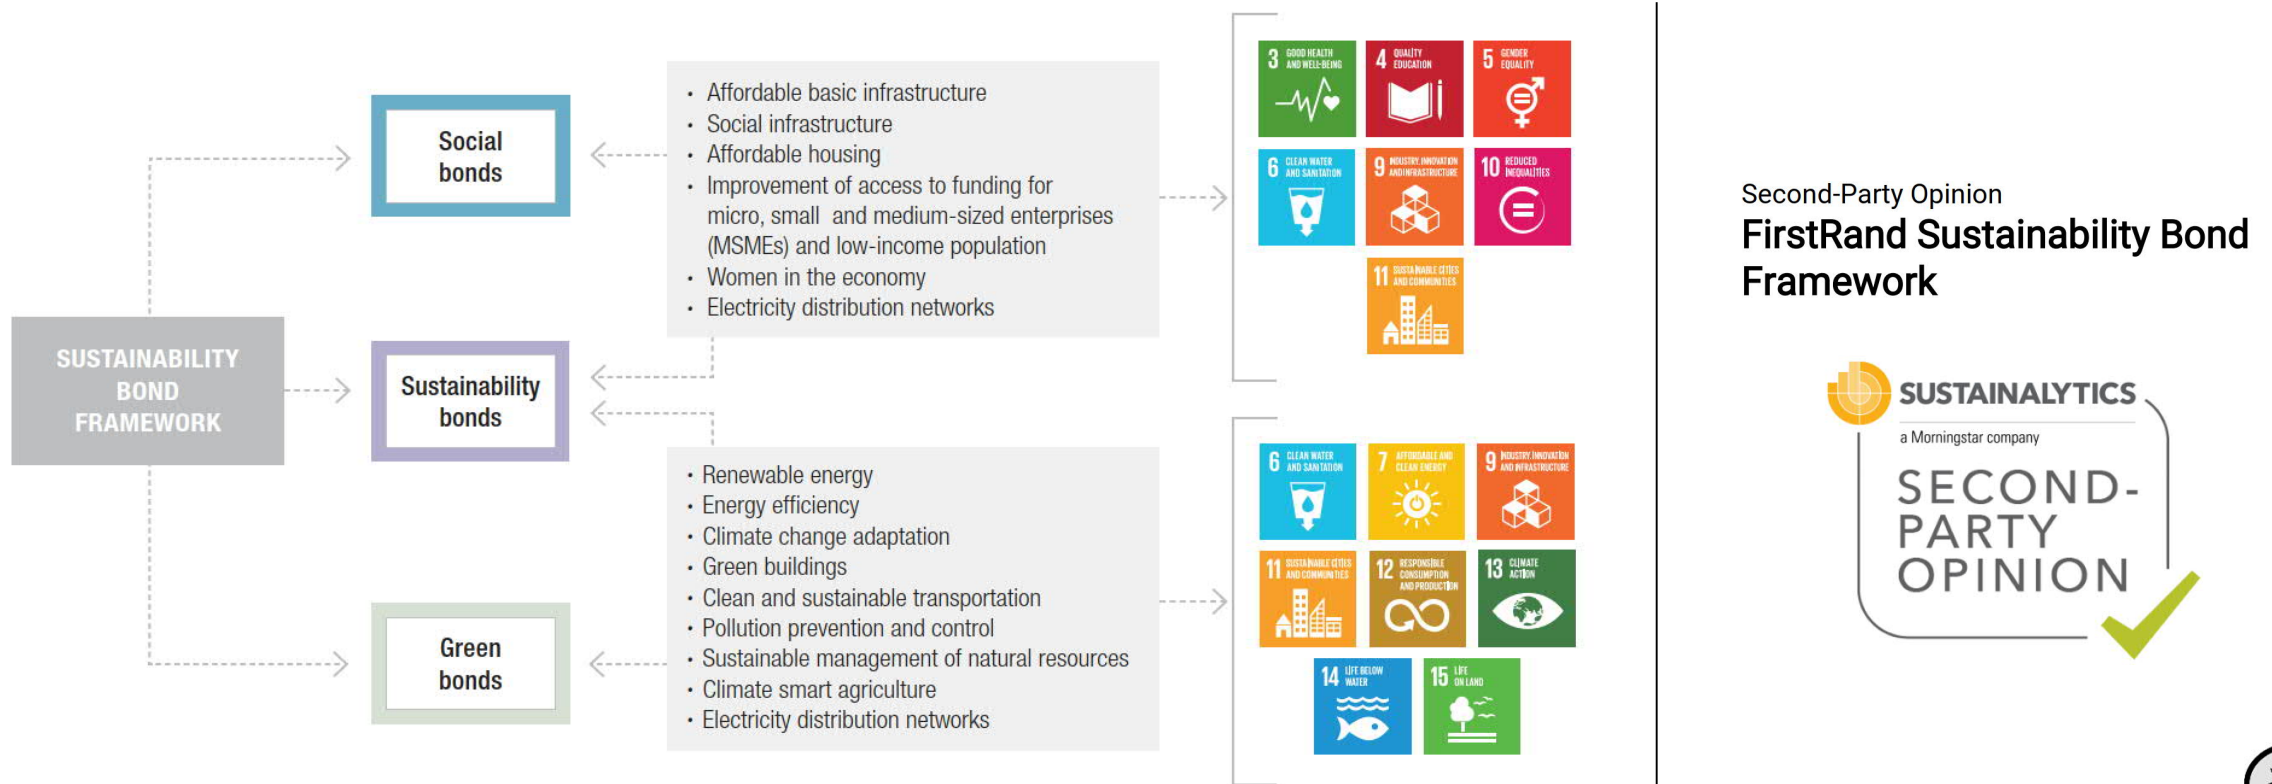 SUSTAINABILITY
BOND
FRAMEWORK
Social
bonds
Sustainability
bonds
Green
bonds
• Affordable basic infrastructure
• Social infrastructure
• Affordable housing
• Improvement of access to funding for
micro, small and medium-sized enterprises
(MSMEs) and low-income population
• Women in the economy
• Electricity distribution networks
• Renewable energy
• Energy efficiency
• Climate change adaptation
• Green buildings
• Clean and sustainable transportation
• Pollution prevention and control
• Sustainable management of natural resources
• Climate smart agriculture
• Electricity distribution networks
3 GOOD HEALTH
AND WELL-BEING
4 QUALITY
EDUCATION
5 GENDER
EQUALITY
6 CLEAN WATER
AND SANITATION
9 INDUSTRY, INNOVATION
AND INFRASTRUCTURE
10 REDUCED
INEQUALITIES
11 SUSTAINABLE CITIES
AND COMMUNITIES
6 CLEAN WATER
AND SANITATION
7 AFFORDABLE AND
CLEAN ENERGY
9 INDUSTRY, INNOVATION
AND INFRASTRUCTURE
11 SUSTAINABLE CITIES
AND COMMUNITIES
12 RESPONSIBLE
CONSUMPTION
AND PRODUCTION
13 CLIMATE
ACTION
14 LIFE BELOW
WATER
15 LIFE
ON LAND
Second-Party Opinion
FirstRand Sustainability Bond
Framework
SUSTAINALYTICS
a Morningstar company
SECOND-
PARTY
OPINION